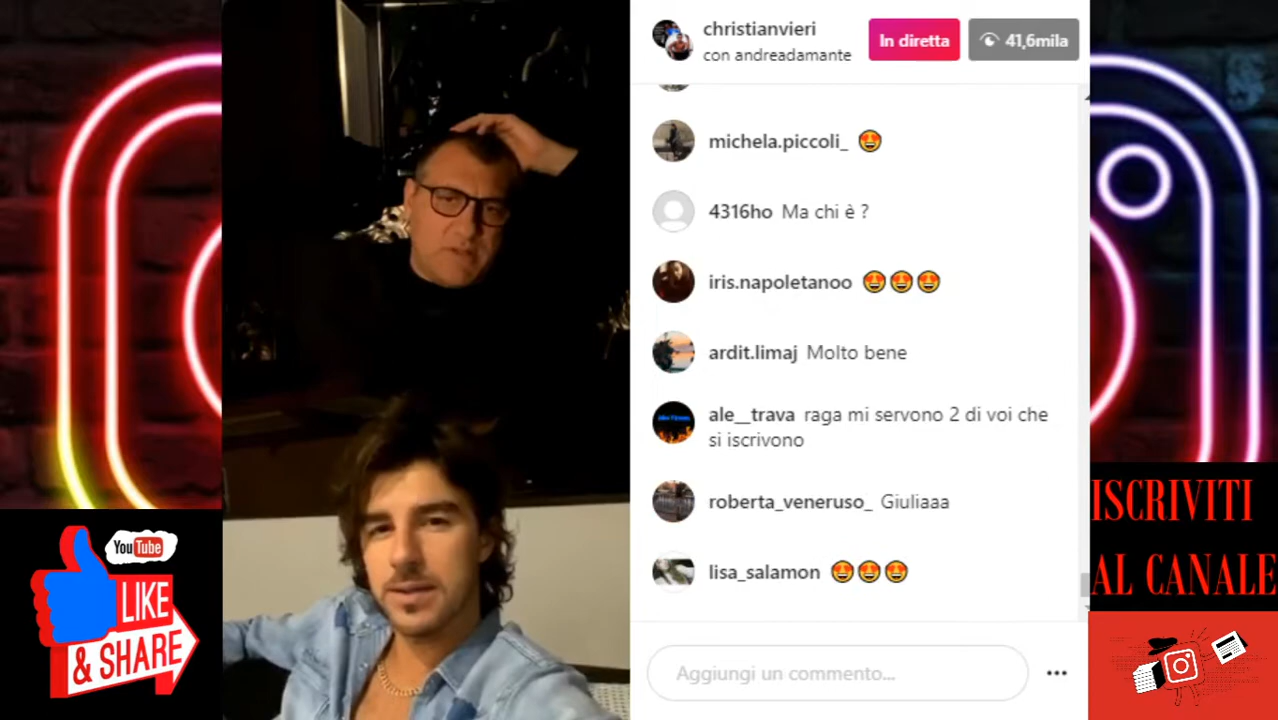 christianvieri
con andreadamante
In diretta
41,6mila
michela.piccoli_ 😍
4316ho Ma chi è ?
iris.napoletanoo 😍😍😍
ardit.limaj Molto bene
ale__trava raga mi servono 2 di voi che
si iscrivono
roberta_veneruso_ Giuliaaa
lisa_salamon 😍😍😍
Aggiungi un commento...
YouTube
LIKE
& SHARE
ISCRIVITI
AL CANALE